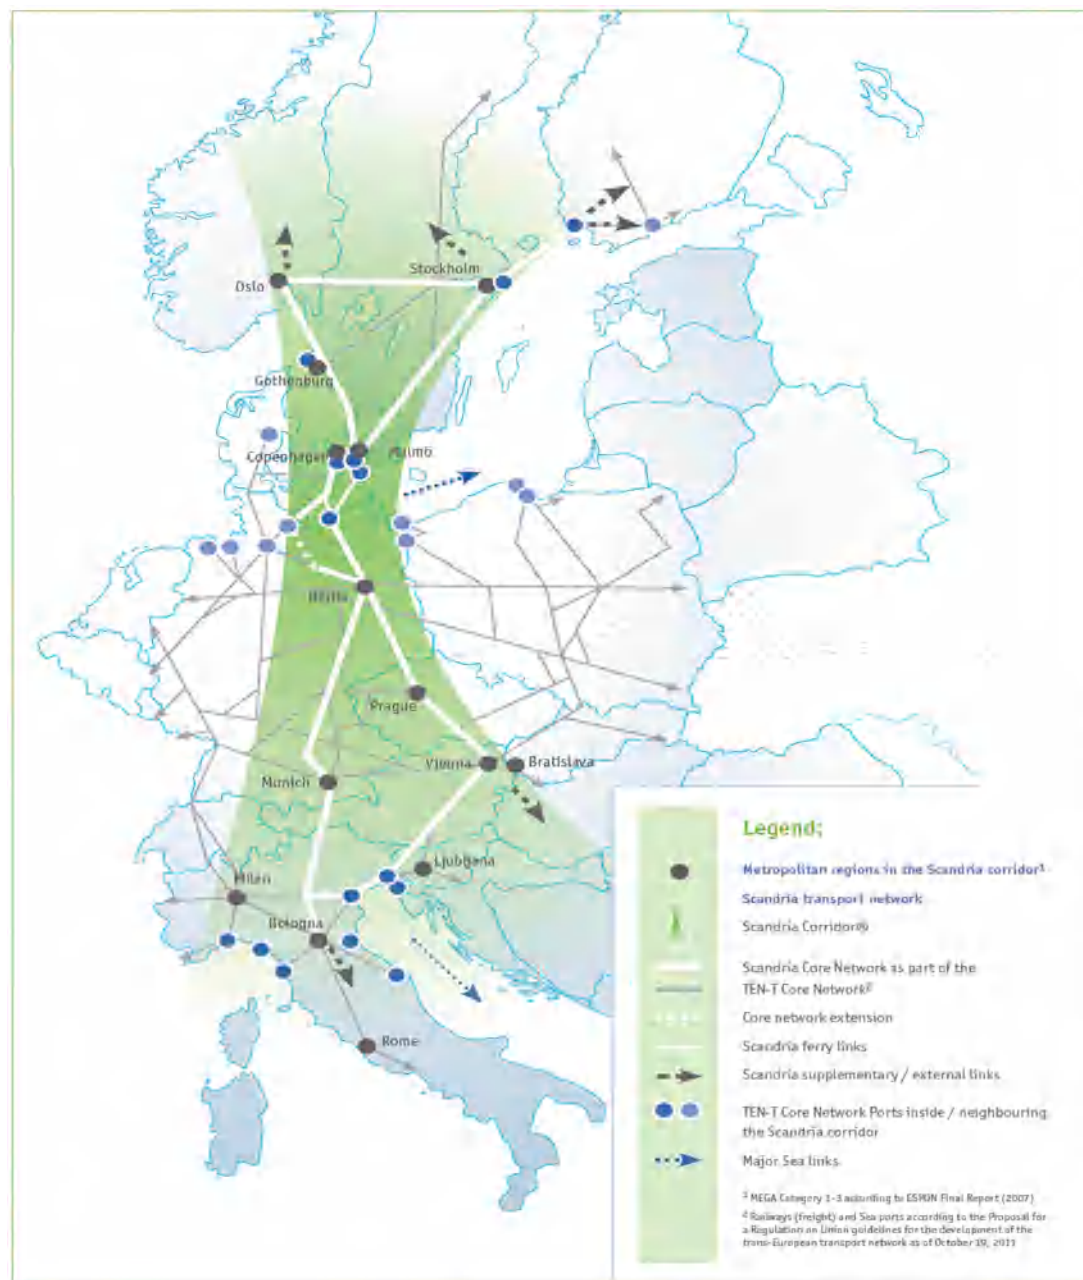 Stockholm
Oslo
Gothenburg
Copenhagen
Malmö
Berlin
Prague
Vienna
Bratislava
Munich
Ljubljana
Milan
Bologna
Rome
Legend:
Metropolitan regions in the Scandria corridor¹
Scandria transport network
Scandria Corridor®
Scandria Core Network as part of the
TEN-T Core Network²
Core network extension
Scandria ferry links
Scandria supplementary / external links
TEN-T Core Network Ports inside / neighbouring
the Scandria corridor
Major Sea links
¹ MEGA Category 1-3 according to ESPON Final Report (2007)
² Railways (freight) and Sea ports according to the Proposal for
a Regulation on Union guidelines for the development of the
trans-European transport network as of October 19, 2011